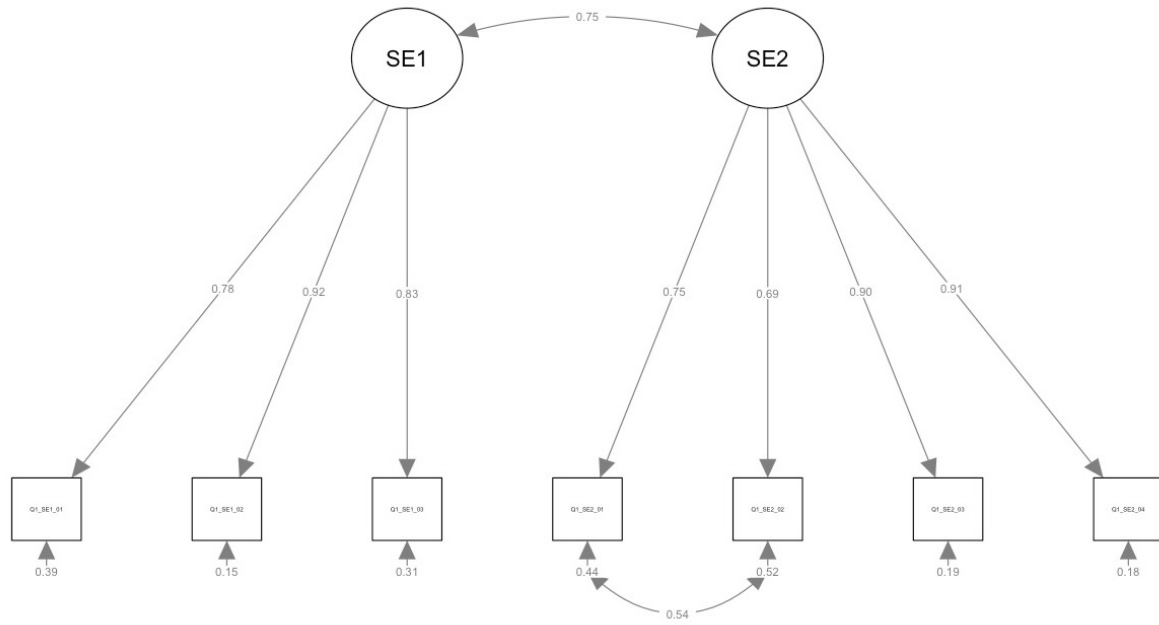 0.75
SE1 SE2
0.78 0.92 0.83 0.75 0.69 0.90 0.91
Q1_SE1_01 Q1_SE1_02 Q1_SE1_03 Q1_SE2_01 Q1_SE2_02 Q1_SE2_03 Q1_SE2_04
0.39 0.15 0.31 0.44 0.52 0.19 0.18
0.54